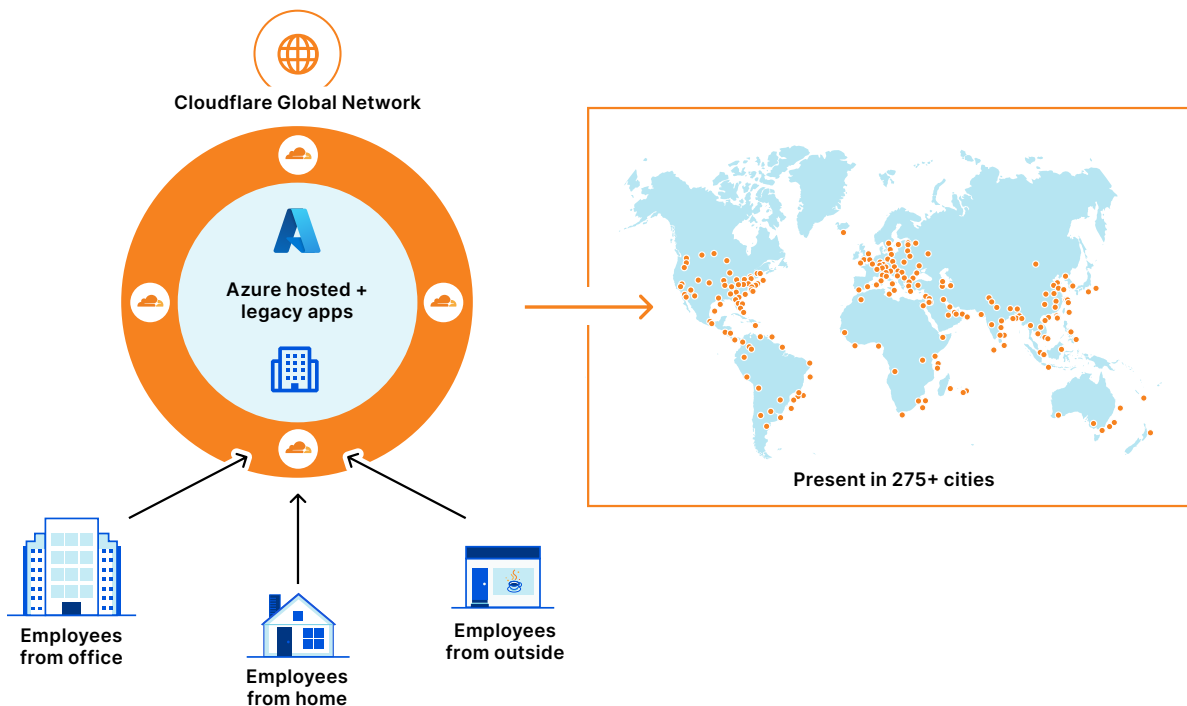 Cloudflare Global Network
Azure hosted +
legacy apps
Present in 275+ cities
Employees
from office
Employees
from home
Employees
from outside